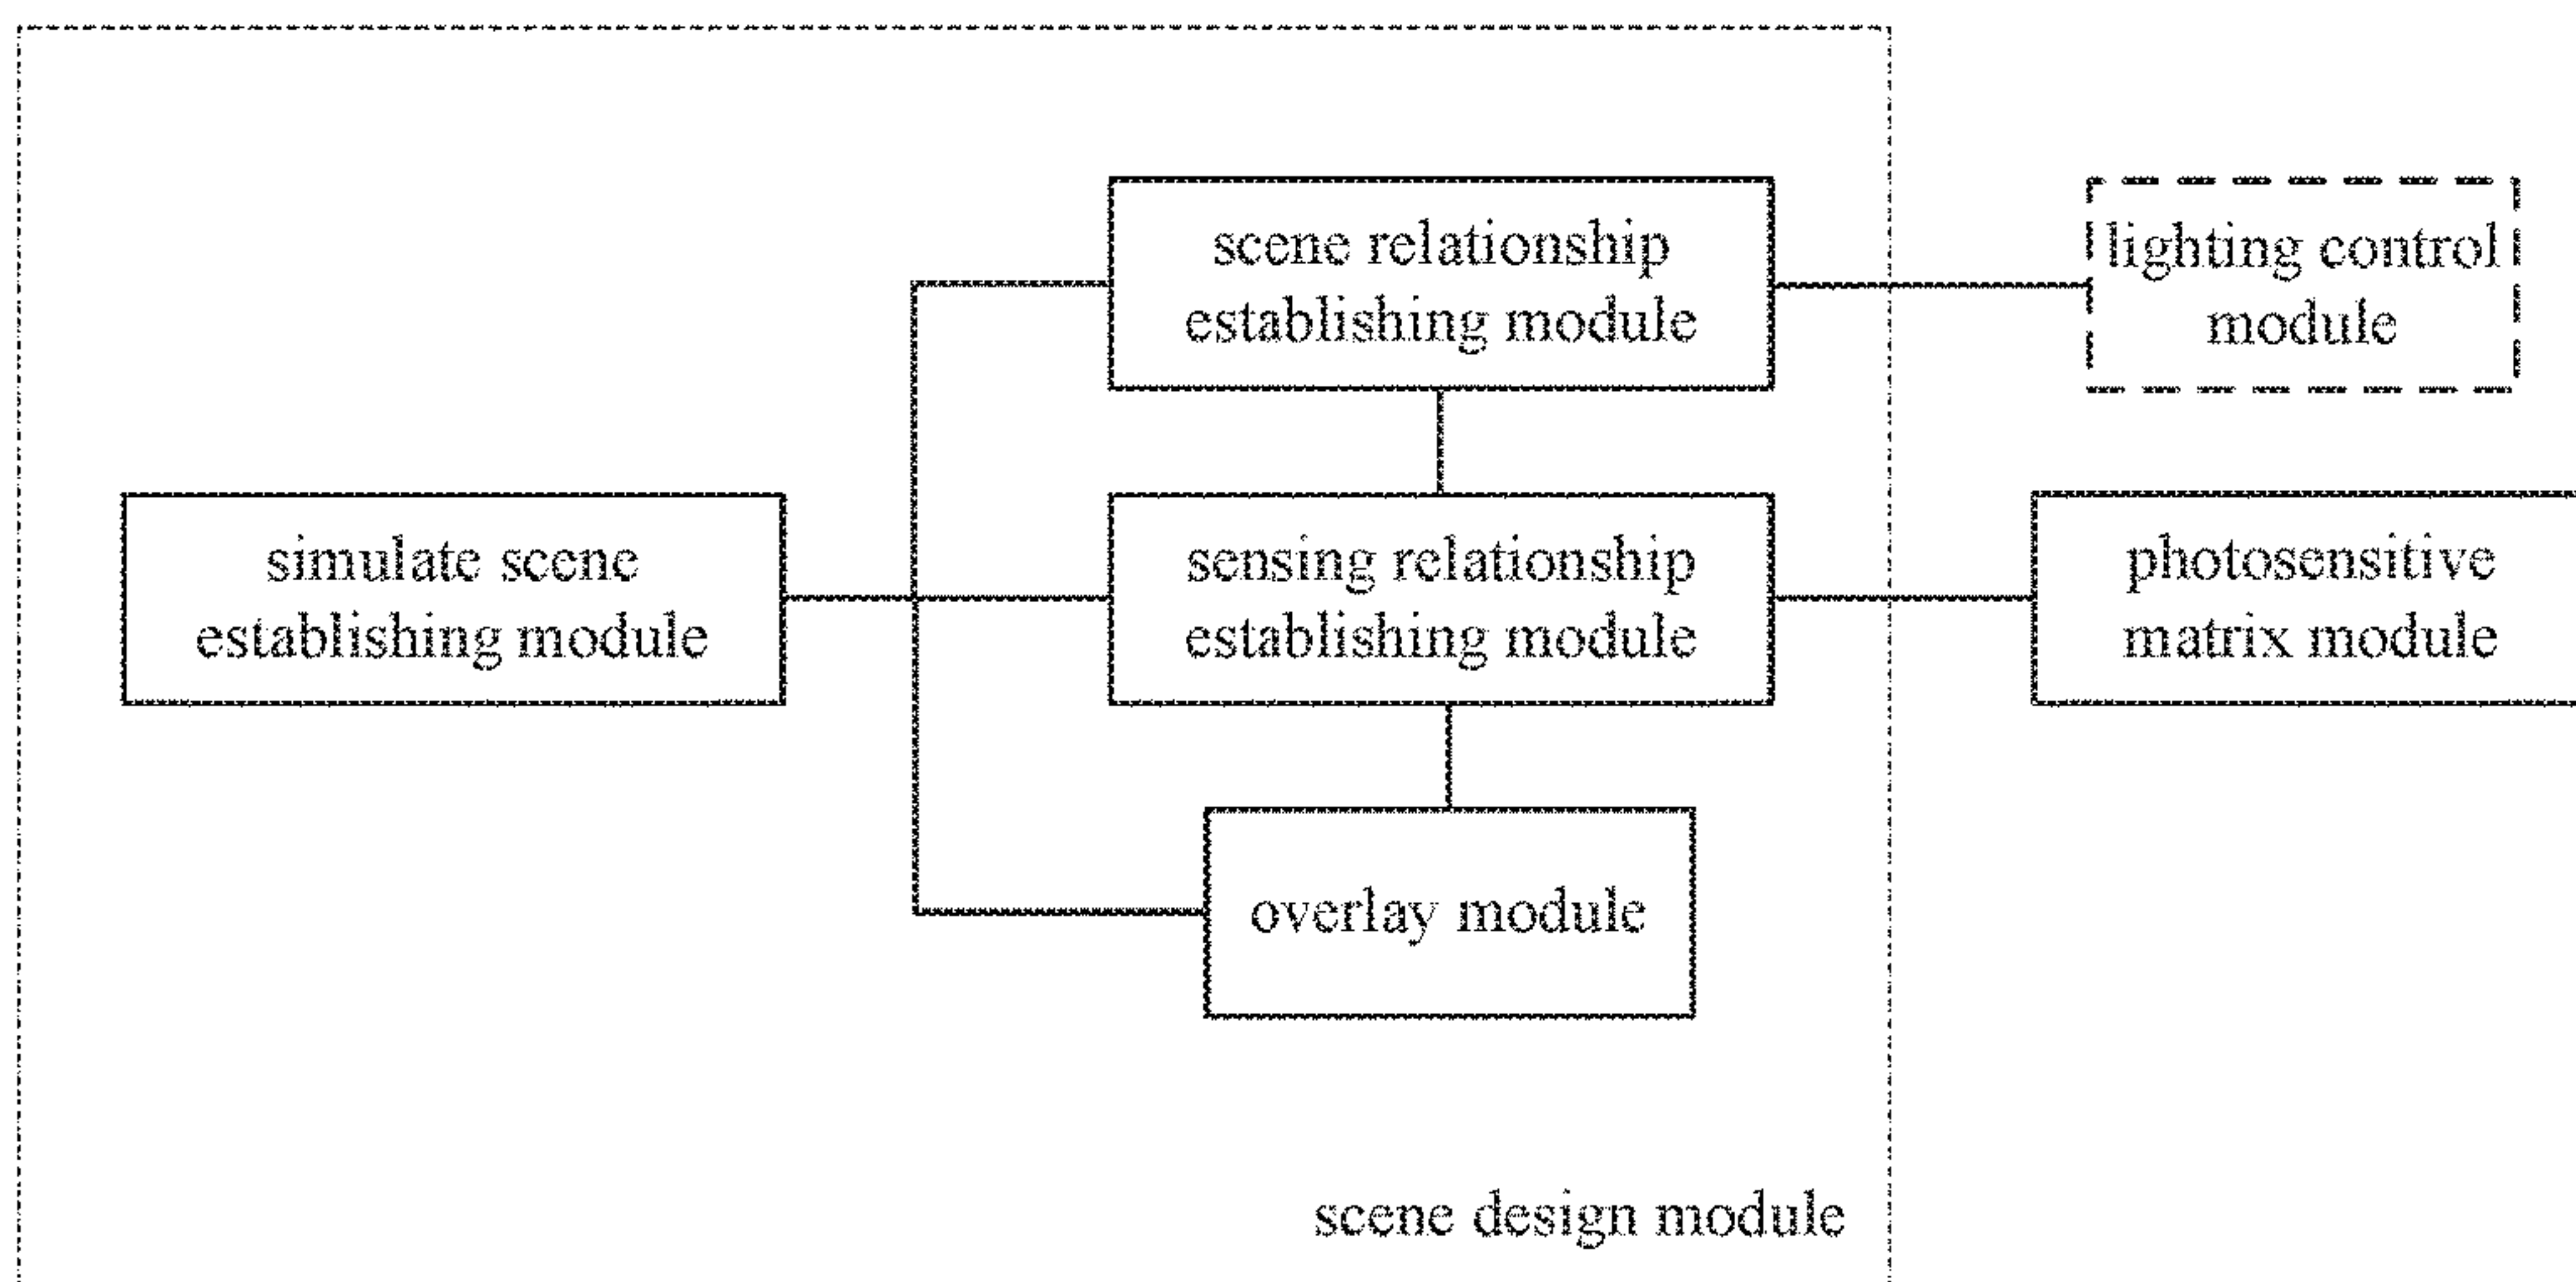 scene relationship
establishing module
lighting control
module
simulate scene
establishing module
sensing relationship
establishing module
photosensitive
matrix module
overlay module
scene design module